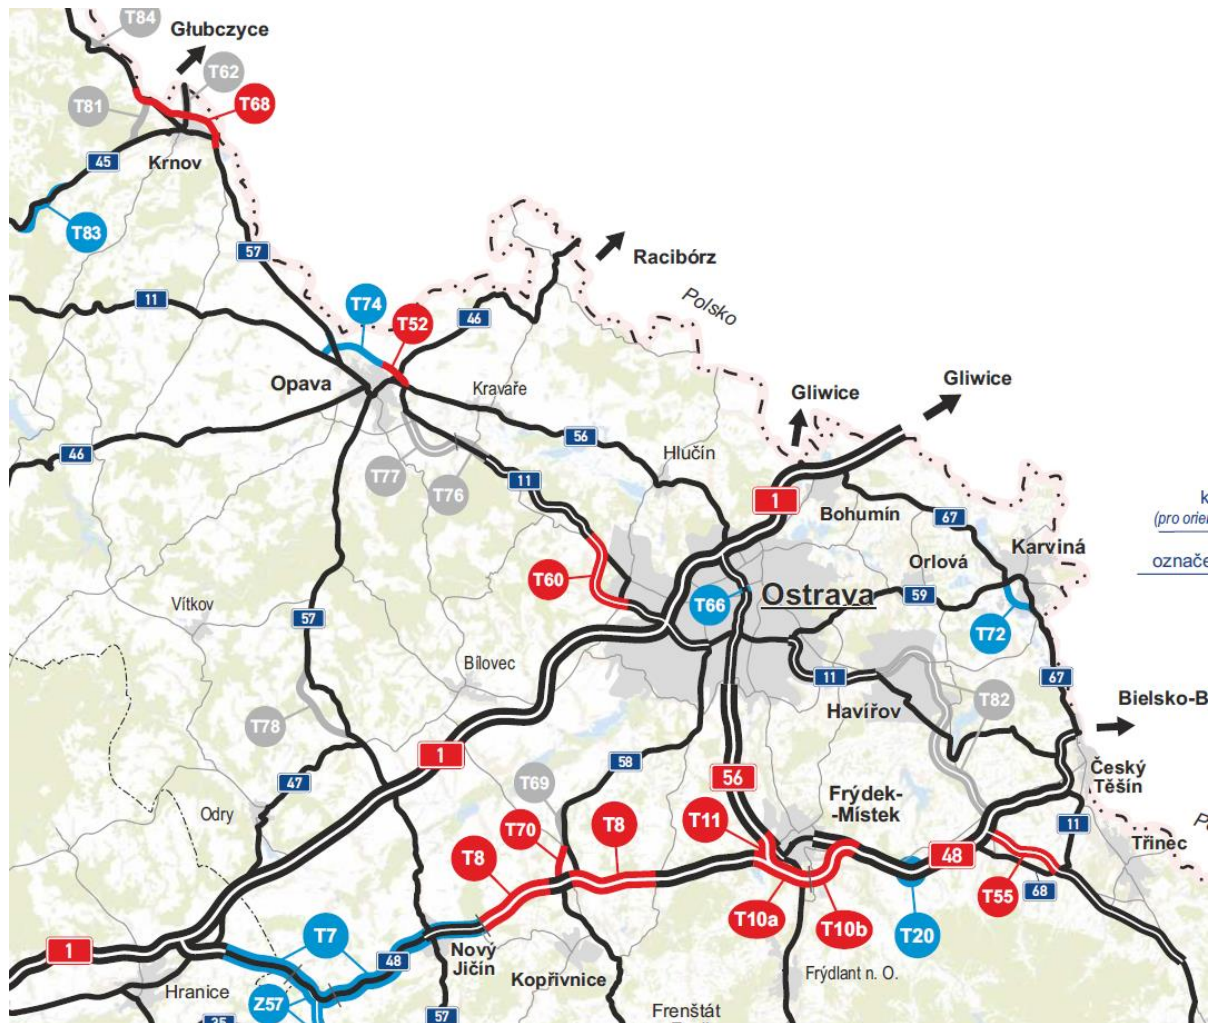 T84
Głubczyce
T62
T81
T68
Krnov
45
T83
57
Racibórz
11
T74
Polsko
T52
46
Opava
Kravaře
Gliwice
Gliwice
56
46
Hlučín
T77
11
T76
1
Bohumín
67
k
(pro orien
Orlová
Karviná
označe
T60
T66
Ostrava
59
Vítkov
57
T72
Bílovec
11
67
T82
Bielsko-B
Havířov
T78
1
58
56
Český
Těšín
47
T69
Frýdek-
-Místek
Odry
T70
T8
T11
11
T8
48
Třinec
T55
68
T10a
T10b
T20
1
T7
Nový
Jičín
48
Kopřivnice
Frýdlant n. O.
Hranice
Z57
57
Frenštát